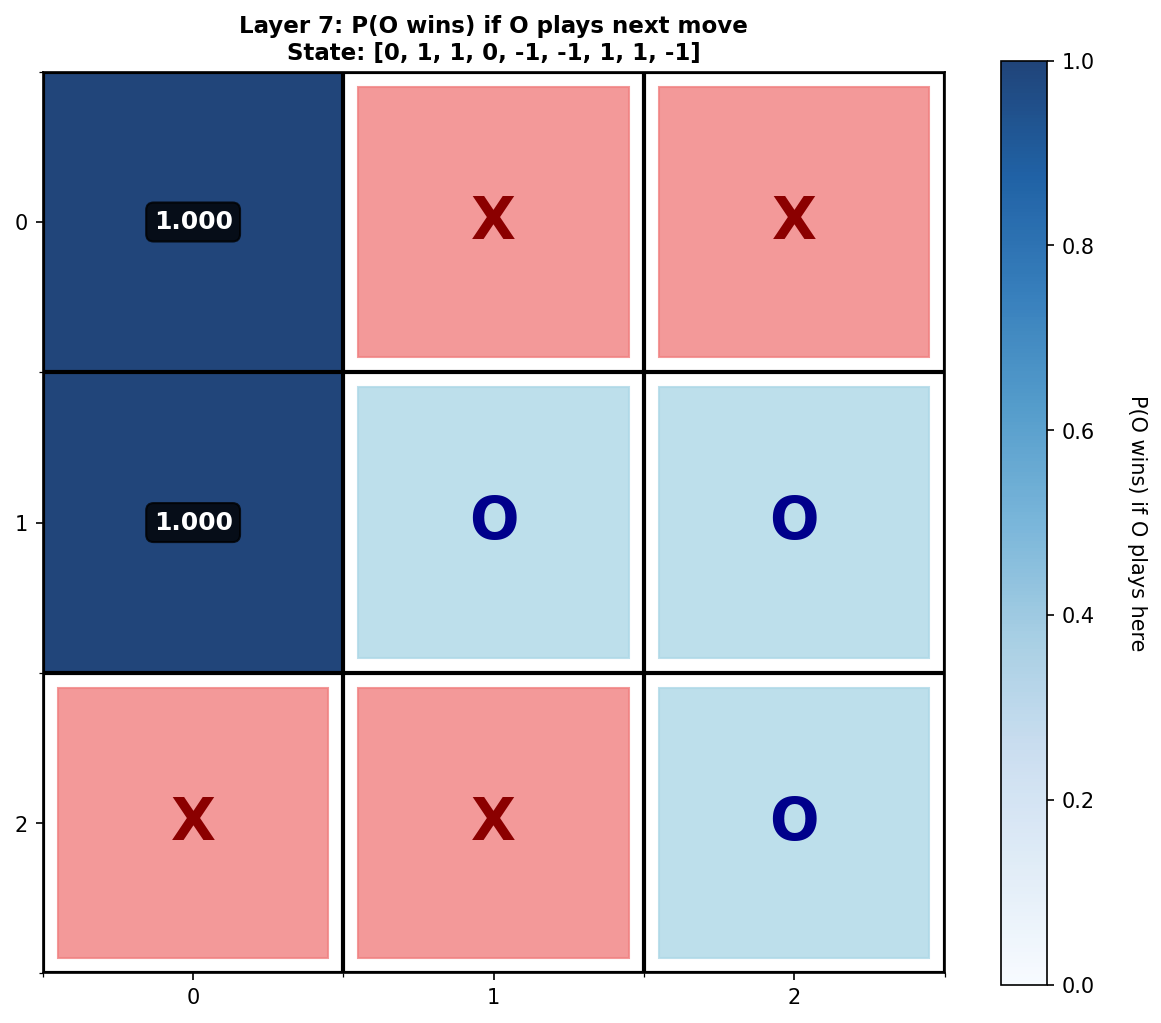 Layer 7: P(O wins) if O plays next move
State: [0, 1, 1, 0, -1, -1, 1, 1, -1]
1.0
0.8
0.6
0.4
0.2
0.0
P(O wins) if O plays here
0
1.000
X
X
1
1.000
O
O
2
X
X
O
0
1
2